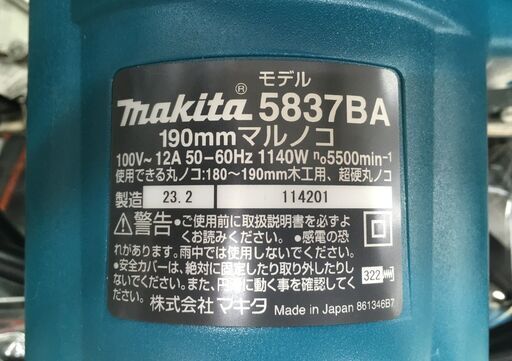 モデル
makita® 5837BA
190mmマルノコ
100V～ 12A 50−60Hz 1140W n₀5500min⁻¹
使用できる丸ノコ:180～190mm木工用、超硬丸ノコ
製造 23.2 114201
⚠警告 ●ご使用前に取扱説明書を必ず
よくお読みください。 ●感電の恐
れがあります。雨中では使用しない
でください。
●安全カバーは、絶対に固定したり取り外したりし
ないでください。また、円滑に動く事を確認してく
ださい。
322
株式会社マキタ Made in Japan 861346B7